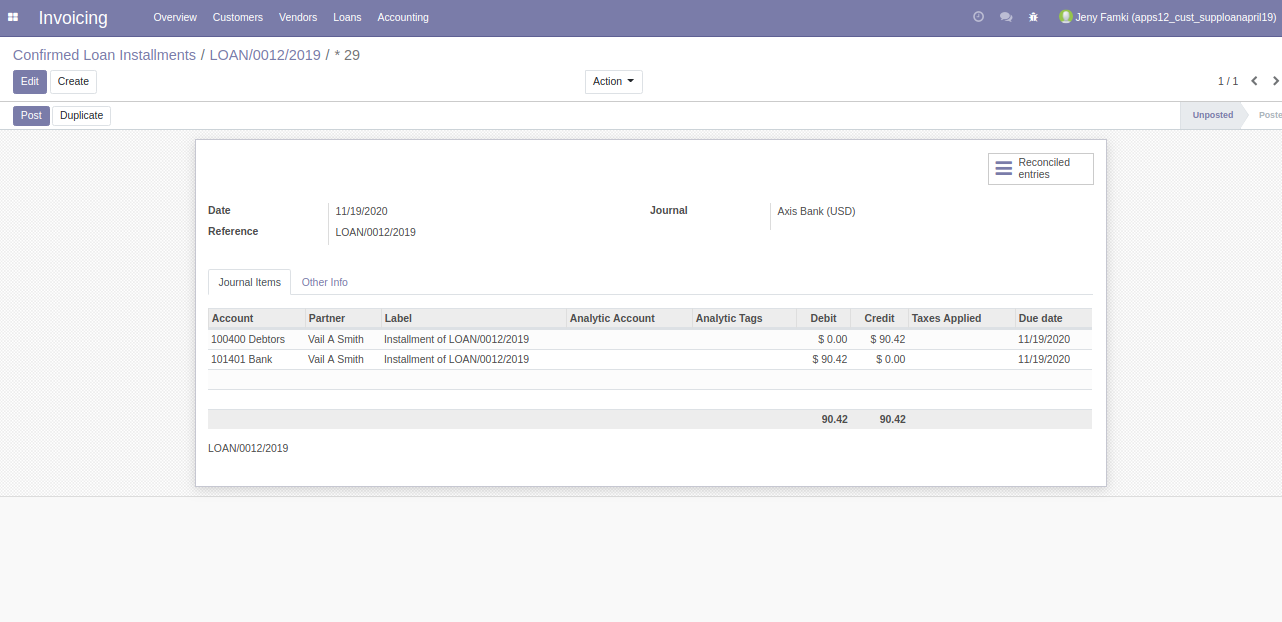 Invoicing Overview Customers Vendors Loans Accounting Jeny Famki (apps12_cust_supploanapril19)
Confirmed Loan Installments / LOAN/0012/2019 / * 29
Edit Create Action 1 / 1
Post Duplicate Unposted Poste
Reconciled
entries
Date 11/19/2020 Journal Axis Bank (USD)
Reference LOAN/0012/2019
Journal Items Other Info
Account Partner Label Analytic Account Analytic Tags Debit Credit Taxes Applied Due date
100400 Debtors Vail A Smith Installment of LOAN/0012/2019 $ 0.00 $ 90.42 11/19/2020
101401 Bank Vail A Smith Installment of LOAN/0012/2019 $ 90.42 $ 0.00 11/19/2020
90.42 90.42
LOAN/0012/2019